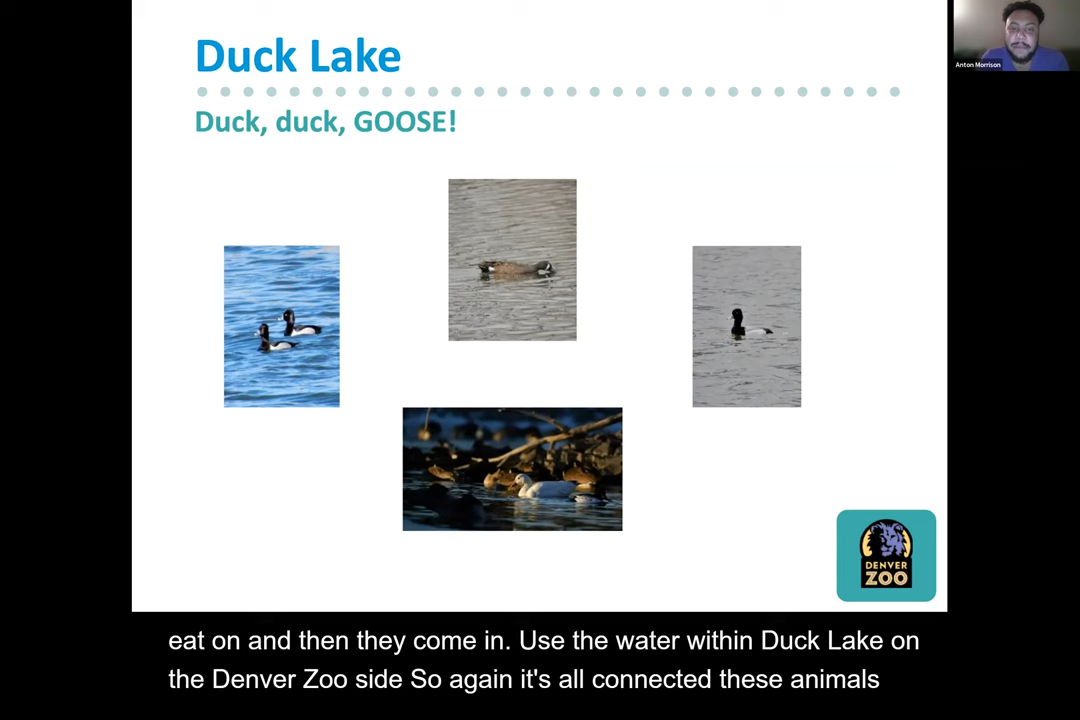 Duck Lake
Duck, duck, GOOSE!
Anton Morrison
DENVER
ZOO
eat on and then they come in. Use the water within Duck Lake on
the Denver Zoo side So again it's all connected these animals